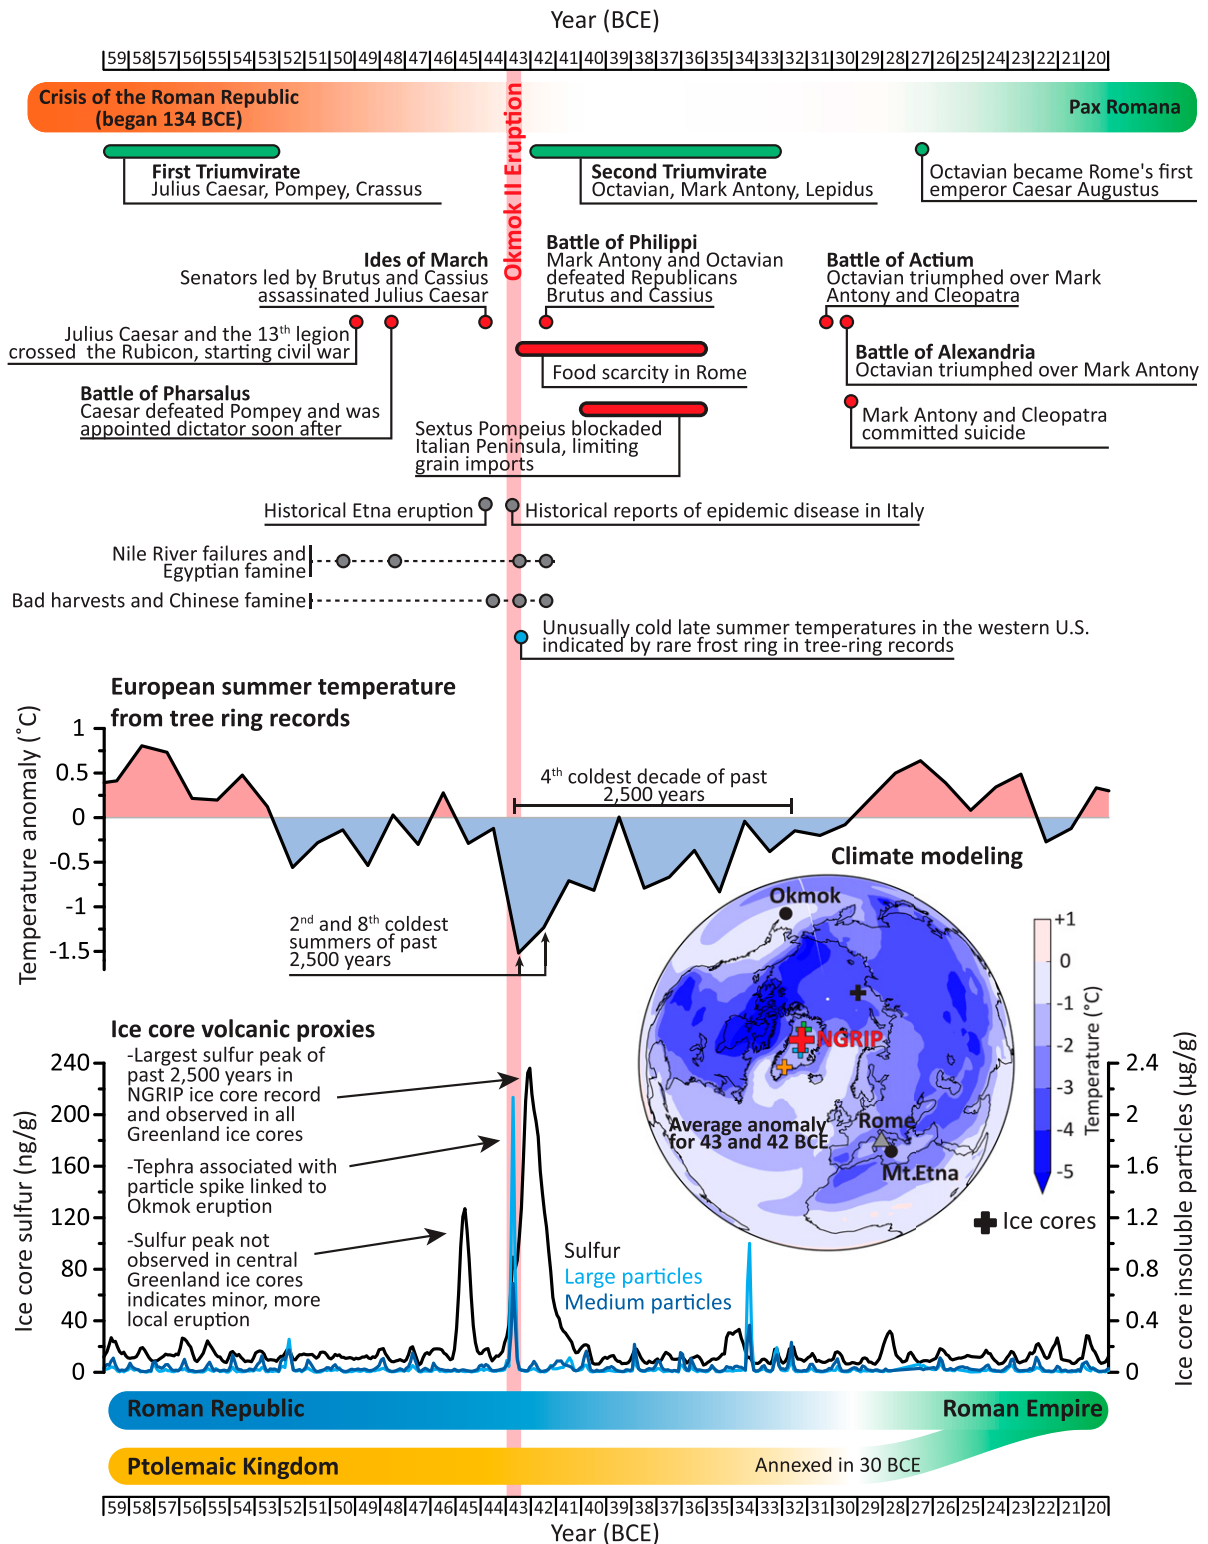 Year (BCE)
59 58 57 56 55 54 53 52 51 50 49 48 47 46 45 44 43 42 41 40 39 38 37 36 35 34 33 32 31 30 29 28 27 26 25 24 23 22 21 20
Crisis of the Roman Republic
(began 134 BCE)
Pax Romana
Okmok II Eruption
First Triumvirate
Julius Caesar, Pompey, Crassus
Second Triumvirate
Octavian, Mark Antony, Lepidus
Octavian became Rome's first
emperor Caesar Augustus
Ides of March
Senators led by Brutus and Cassius
assassinated Julius Caesar
Battle of Philippi
Mark Antony and Octavian
defeated Republicans
Brutus and Cassius
Battle of Actium
Octavian triumphed over Mark
Antony and Cleopatra
Julius Caesar and the 13th legion
crossed the Rubicon, starting civil war
Battle of Alexandria
Octavian triumphed over Mark Antony
Food scarcity in Rome
Battle of Pharsalus
Caesar defeated Pompey and was
appointed dictator soon after
Mark Antony and Cleopatra
committed suicide
Sextus Pompeius blockaded
Italian Peninsula, limiting
grain imports
Historical Etna eruption
Historical reports of epidemic disease in Italy
Nile River failures and
Egyptian famine
Bad harvests and Chinese famine
Unusually cold late summer temperatures in the western U.S.
indicated by rare frost ring in tree-ring records
European summer temperature
from tree ring records
Temperature anomaly (°C)
1
0.5
0
-0.5
-1
-1.5
4th coldest decade of past
2,500 years
2nd and 8th coldest
summers of past
2,500 years
Climate modeling
Okmok
NGRIP
Average anomaly
for 43 and 42 BCE
Rome
Mt.Etna
+1
0
-1
-2
-3
-4
-5
Temperature (°C)
Ice cores
Ice core volcanic proxies
-Largest sulfur peak of
past 2,500 years in
NGRIP ice core record
and observed in all
Greenland ice cores
-Tephra associated with
particle spike linked to
Okmok eruption
-Sulfur peak not
observed in central
Greenland ice cores
indicates minor, more
local eruption
Sulfur
Large particles
Medium particles
Ice core sulfur (ng/g)
240
200
160
120
80
40
0
2.4
2
1.6
1.2
0.8
0.4
0
Ice core insoluble particles (µg/g)
Roman Republic
Roman Empire
Ptolemaic Kingdom
Annexed in 30 BCE
59 58 57 56 55 54 53 52 51 50 49 48 47 46 45 44 43 42 41 40 39 38 37 36 35 34 33 32 31 30 29 28 27 26 25 24 23 22 21 20
Year (BCE)